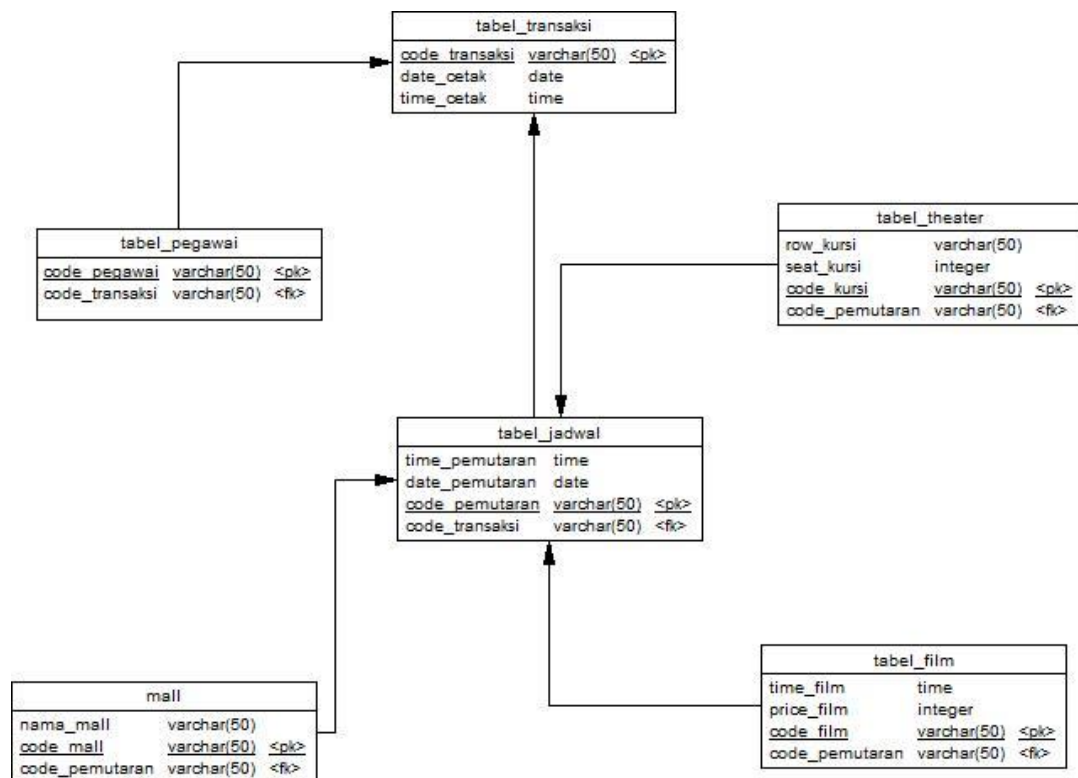 tabel_transaksi
code_transaksi varchar(50) <pk>
date_cetak date
time_cetak time
tabel_pegawai
code_pegawai varchar(50) <pk>
code_transaksi varchar(50) <fk>
tabel_theater
row_kursi varchar(50)
seat_kursi integer
code_kursi varchar(50) <pk>
code_pemutaran varchar(50) <fk>
tabel_jadwal
time_pemutaran time
date_pemutaran date
code_pemutaran varchar(50) <pk>
code_transaksi varchar(50) <fk>
mall
nama_mall varchar(50)
code_mall varchar(50) <pk>
code_pemutaran varchar(50) <fk>
tabel_film
time_film time
price_film integer
code_film varchar(50) <pk>
code_pemutaran varchar(50) <fk>